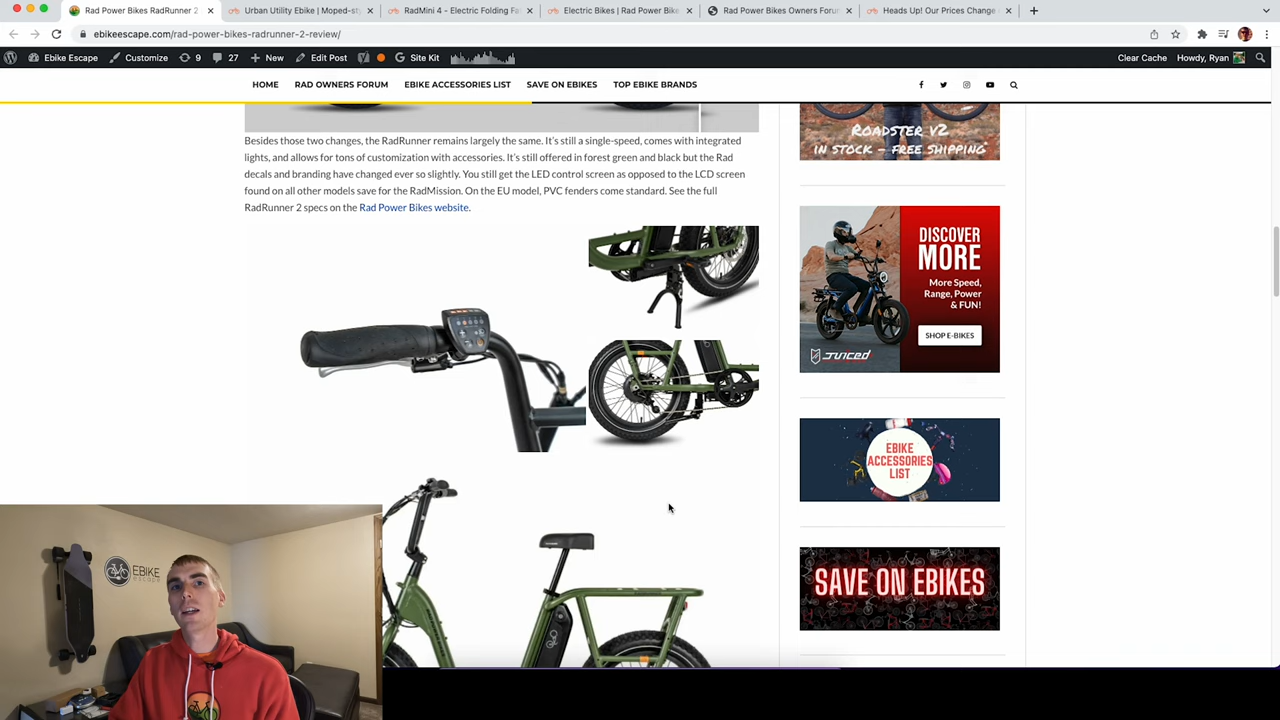 Rad Power Bikes RadRunner 2
Urban Utility Ebike | Moped-sty
RadMini 4 - Electric Folding Fa
Electric Bikes | Rad Power Bike
Rad Power Bikes Owners Forum
Heads Up! Our Prices Change
ebikeescape.com/rad-power-bikes-radrunner-2-review/
Ebike Escape Customize 9 27 New Edit Post Site Kit Clear Cache Howdy, Ryan
HOME RAD OWNERS FORUM EBIKE ACCESSORIES LIST SAVE ON EBIKES TOP EBIKE BRANDS
Besides those two changes, the RadRunner remains largely the same. It's still a single-speed, comes with integrated
lights, and allows for tons of customization with accessories. It's still offered in forest green and black but the Rad
decals and branding have changed ever so slightly. You still get the LED control screen as opposed to the LCD screen
found on all other models save for the RadMission. On the EU model, PVC fenders come standard. See the full
RadRunner 2 specs on the Rad Power Bikes website.
ROADSTER V2
IN STOCK - FREE SHIPPING*
DISCOVER
MORE
More Speed,
Range, Power
& FUN!
SHOP E-BIKES
JUICED
EBIKE
ACCESSORIES
LIST
SAVE ON EBIKES
EBIKE
escape